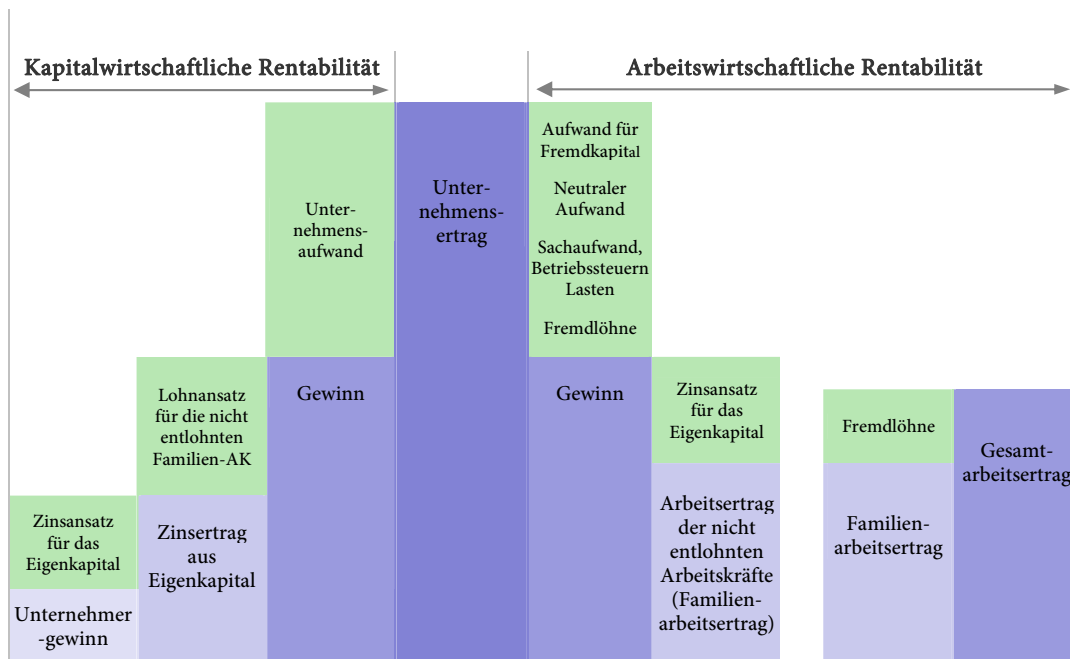 Kapitalwirtschaftliche Rentabilität
Arbeitswirtschaftliche Rentabilität
Zinsansatz
für das
Eigenkapital
Unternehmer
-gewinn
Lohnansatz
für die nicht
entlohnten
Familien-AK
Zinsertrag
aus
Eigenkapital
Unter-
nehmens-
aufwand
Gewinn
Unter-
nehmens-
ertrag
Aufwand für
Fremdkapital
Neutraler
Aufwand
Sachaufwand,
Betriebssteuern
Lasten
Fremdlöhne
Gewinn
Zinsansatz
für das
Eigenkapital
Arbeitsertrag
der nicht
entlohnten
Arbeitskräfte
(Familien-
arbeitsertrag)
Fremdlöhne
Familien-
arbeitsertrag
Gesamt-
arbeitsertrag